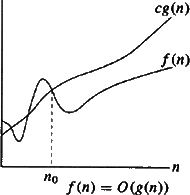 cg(n)
f(n)
n
n₀
f(n) = O(g(n))